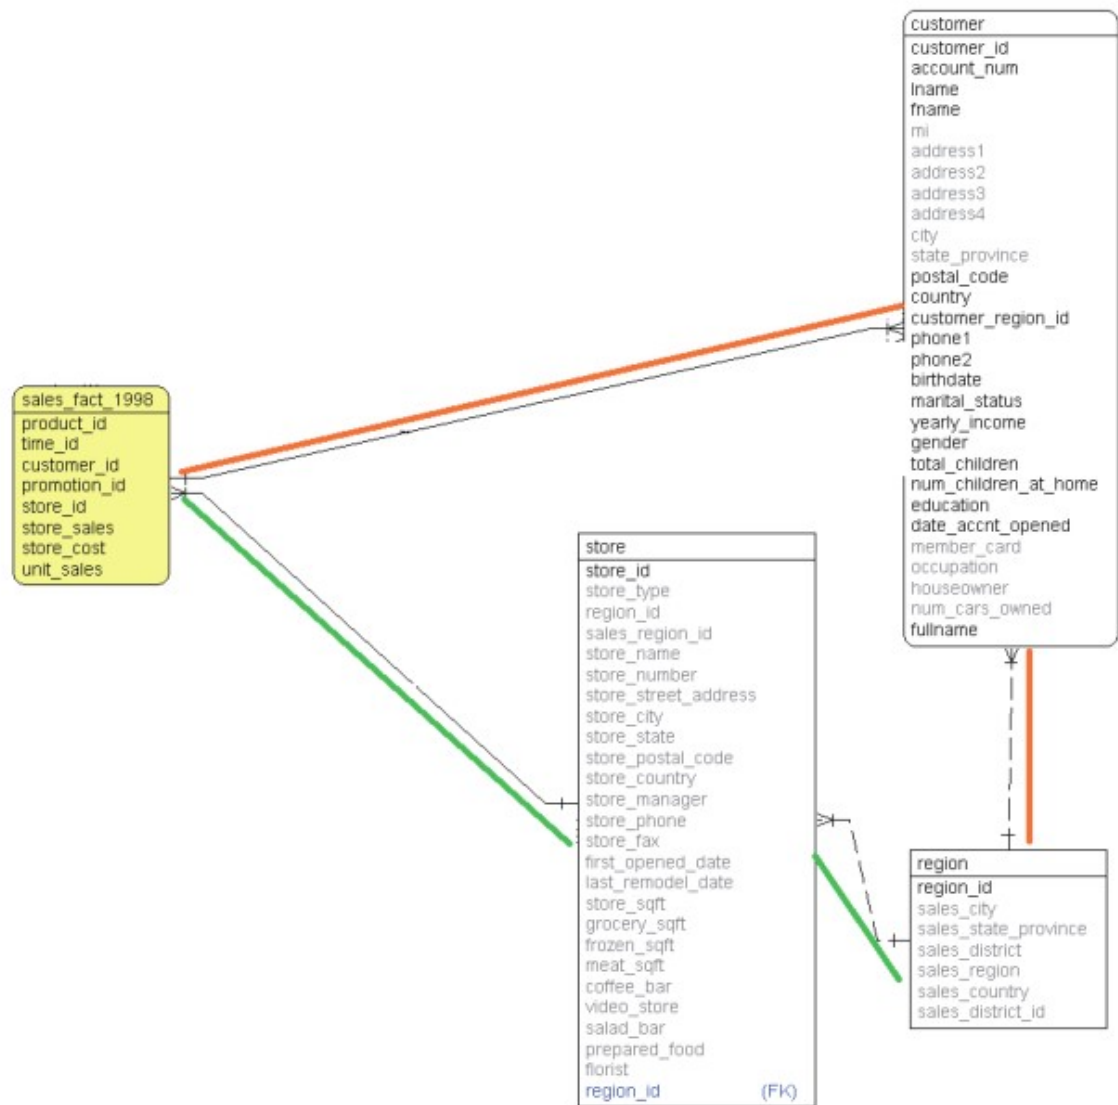 customer
customer_id
account_num
lname
fname
mi
address1
address2
address3
address4
city
state_province
postal_code
country
customer_region_id
phone1
phone2
birthdate
marital_status
yearly_income
gender
total_children
num_children_at_home
education
date_accnt_opened
member_card
occupation
houseowner
num_cars_owned
fullname
sales_fact_1998
product_id
time_id
customer_id
promotion_id
store_id
store_sales
store_cost
unit_sales
store
store_id
store_type
region_id
sales_region_id
store_name
store_number
store_street_address
store_city
store_state
store_postal_code
store_country
store_manager
store_phone
store_fax
first_opened_date
last_remodel_date
store_sqft
grocery_sqft
frozen_sqft
meat_sqft
coffee_bar
video_store
salad_bar
prepared_food
florist
region_id (FK)
region
region_id
sales_city
sales_state_province
sales_district
sales_region
sales_country
sales_district_id